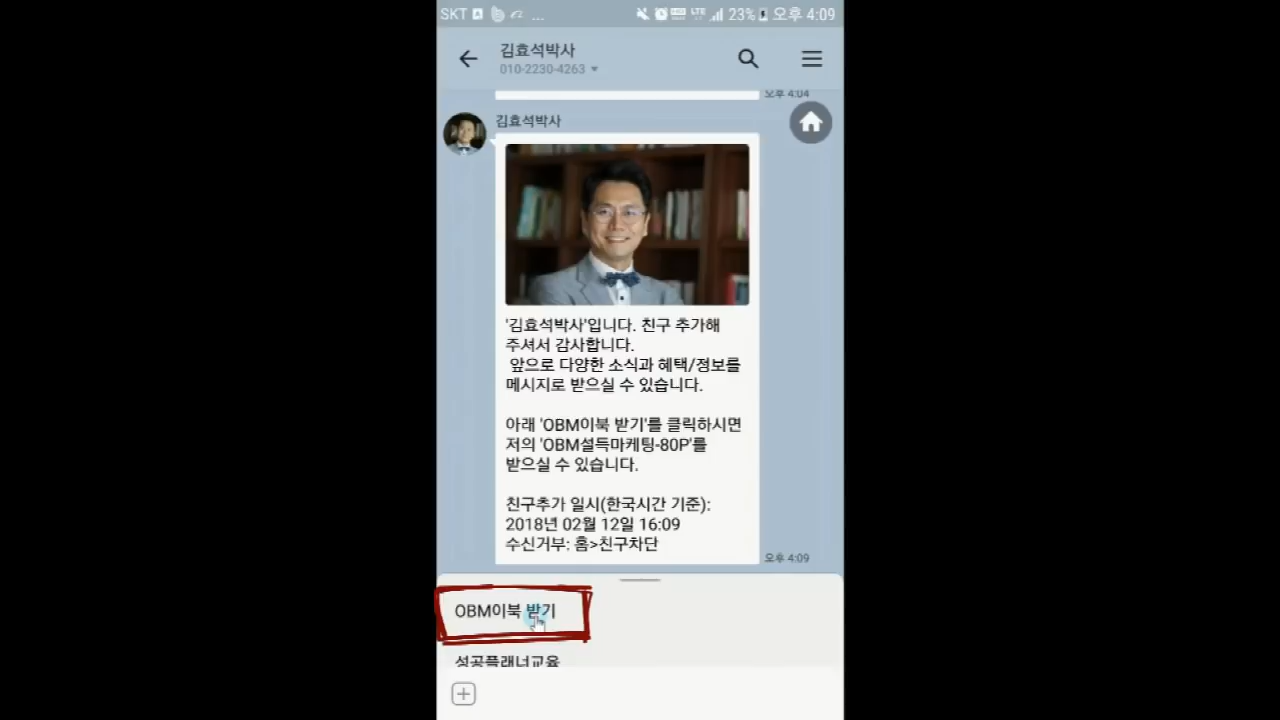 SKT ... LTE 23% 오후 4:09
김효석박사
010-2230-4263
오후 4:04
김효석박사
'김효석박사'입니다. 친구 추가해
주셔서 감사합니다.
앞으로 다양한 소식과 혜택/정보를
메시지로 받으실 수 있습니다.
아래 'OBM이북 받기'를 클릭하시면
저의 'OBM설득마케팅-80P'를
받으실 수 있습니다.
친구추가 일시(한국시간 기준):
2018년 02월 12일 16:09
수신거부: 홈>친구차단
오후 4:09
OBM이북 받기
성공플래너교육